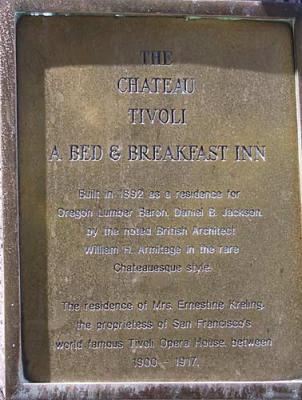 THE
CHATEAU
TIVOLI
A BED & BREAKFAST INN
Built in 1892 as a residence for
Oregon Lumber Baron, Daniel B. Jackson,
by the noted British Architect
William H. Armitage in the rare
Chateauesque style.
The residence of Mrs. Ernestine Kreling,
the proprietess of San Francisco's
world famous Tivoli Opera House, between
1900 - 1917.